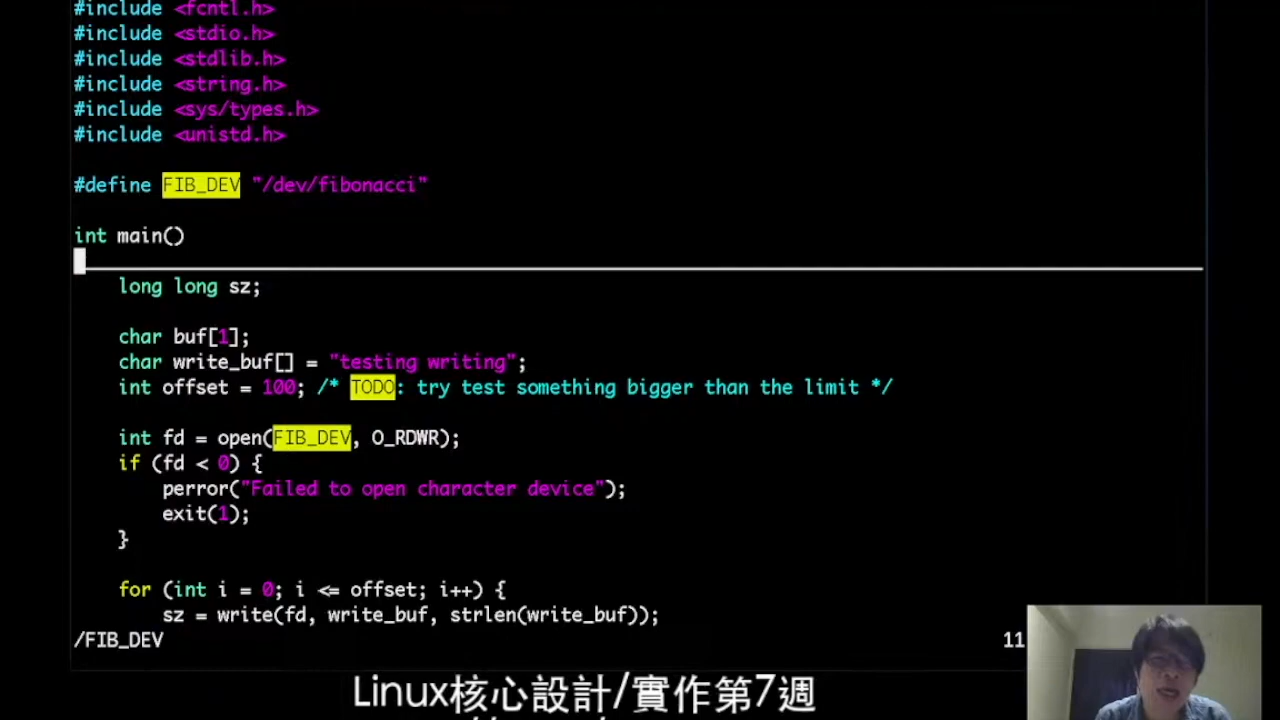 #include <fcntl.h>
#include <stdio.h>
#include <stdlib.h>
#include <string.h>
#include <sys/types.h>
#include <unistd.h>
#define FIB_DEV "/dev/fibonacci"
int main()
    long long sz;
    char buf[1];
    char write_buf[] = "testing writing";
    int offset = 100; /* TODO: try test something bigger than the limit */
    int fd = open(FIB_DEV, O_RDWR);
    if (fd < 0) {
        perror("Failed to open character device");
        exit(1);
    }
    for (int i = 0; i <= offset; i++) {
        sz = write(fd, write_buf, strlen(write_buf));
/FIB_DEV 11
Linux核心設計/實作第7週